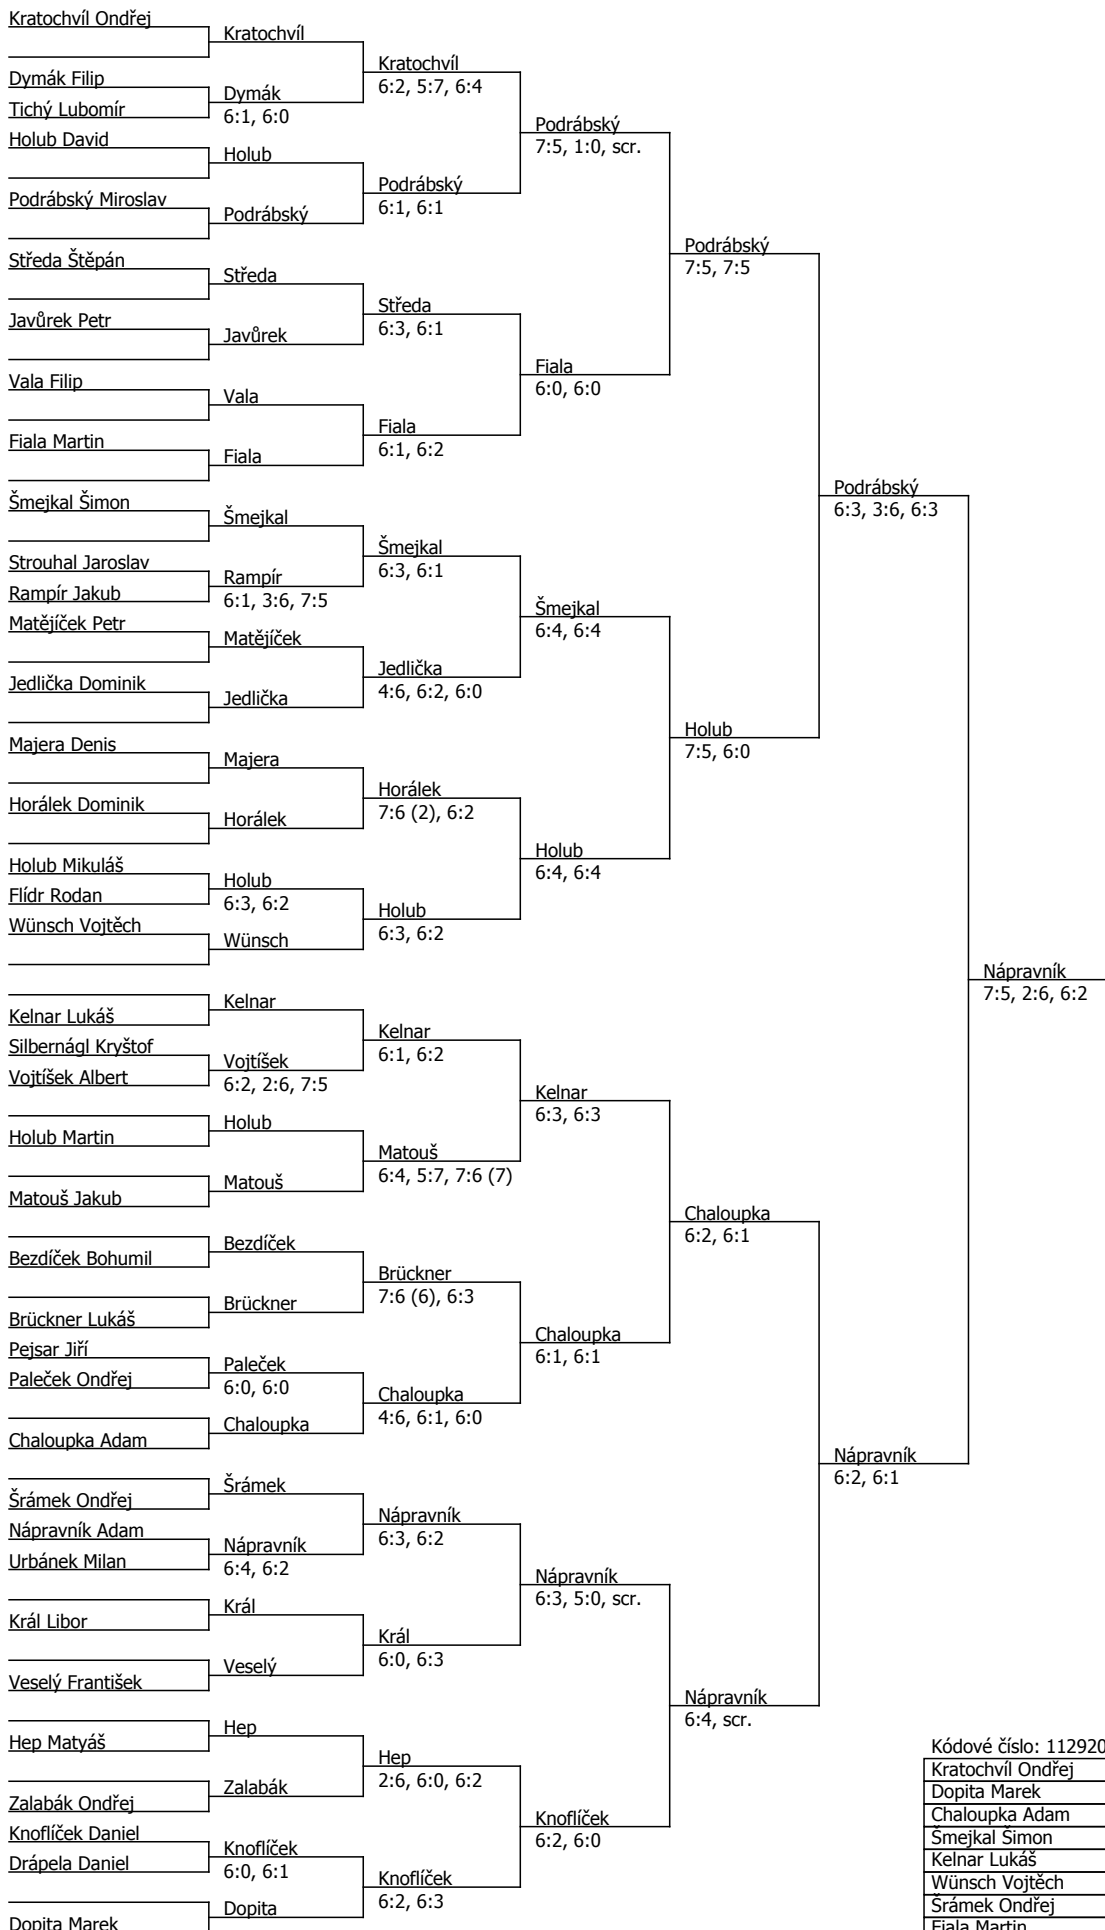 Kratochvíl Ondřej
Kratochvíl
Kratochvíl
6:2, 5:7, 6:4
Dymák Filip
Dymák
6:1, 6:0
Tichý Lubomír
Podrábský
7:5, 1:0, scr.
Holub David
Holub
Podrábský
6:1, 6:1
Podrábský Miroslav
Podrábský
Podrábský
7:5, 7:5
Středa Štěpán
Středa
Středa
6:3, 6:1
Javůrek Petr
Javůrek
Fiala
6:0, 6:0
Vala Filip
Vala
Fiala
6:1, 6:2
Fiala Martin
Fiala
Podrábský
6:3, 3:6, 6:3
Šmejkal Šimon
Šmejkal
Šmejkal
6:3, 6:1
Strouhal Jaroslav
Rampír
6:1, 3:6, 7:5
Rampír Jakub
Šmejkal
6:4, 6:4
Matějíček Petr
Matějíček
Jedlička
4:6, 6:2, 6:0
Jedlička Dominik
Jedlička
Holub
7:5, 6:0
Majera Denis
Majera
Horálek
7:6 (2), 6:2
Horálek Dominik
Horálek
Holub
6:4, 6:4
Holub Mikuláš
Holub
6:3, 6:2
Flídr Rodan
Holub
6:3, 6:2
Wünsch Vojtěch
Wünsch
Nápravník
7:5, 2:6, 6:2
Kelnar
Kelnar Lukáš
Kelnar
6:1, 6:2
Silbernágl Kryštof
Vojtíšek
6:2, 2:6, 7:5
Vojtíšek Albert
Kelnar
6:3, 6:3
Holub
Holub Martin
Matouš
6:4, 5:7, 7:6 (7)
Matouš
Matouš Jakub
Chaloupka
6:2, 6:1
Bezdíček
Bezdíček Bohumil
Brückner
7:6 (6), 6:3
Brückner
Brückner Lukáš
Chaloupka
6:1, 6:1
Pejsar Jiří
Paleček
6:0, 6:0
Paleček Ondřej
Chaloupka
4:6, 6:1, 6:0
Chaloupka
Chaloupka Adam
Nápravník
6:2, 6:1
Šrámek
Šrámek Ondřej
Nápravník
6:3, 6:2
Nápravník Adam
Nápravník
6:4, 6:2
Urbánek Milan
Nápravník
6:3, 5:0, scr.
Král
Král Libor
Král
6:0, 6:3
Veselý
Veselý František
Nápravník
6:4, scr.
Hep
Hep Matyáš
Hep
2:6, 6:0, 6:2
Zalabák
Zalabák Ondřej
Knoflíček
6:2, 6:0
Knoflíček Daniel
Knoflíček
6:0, 6:1
Drápela Daniel
Knoflíček
6:2, 6:3
Dopita
Dopita Marek
Kódové číslo: 112920
Kratochvíl Ondřej
Dopita Marek
Chaloupka Adam
Šmejkal Šimon
Kelnar Lukáš
Wünsch Vojtěch
Šrámek Ondřej
Fiala Martin